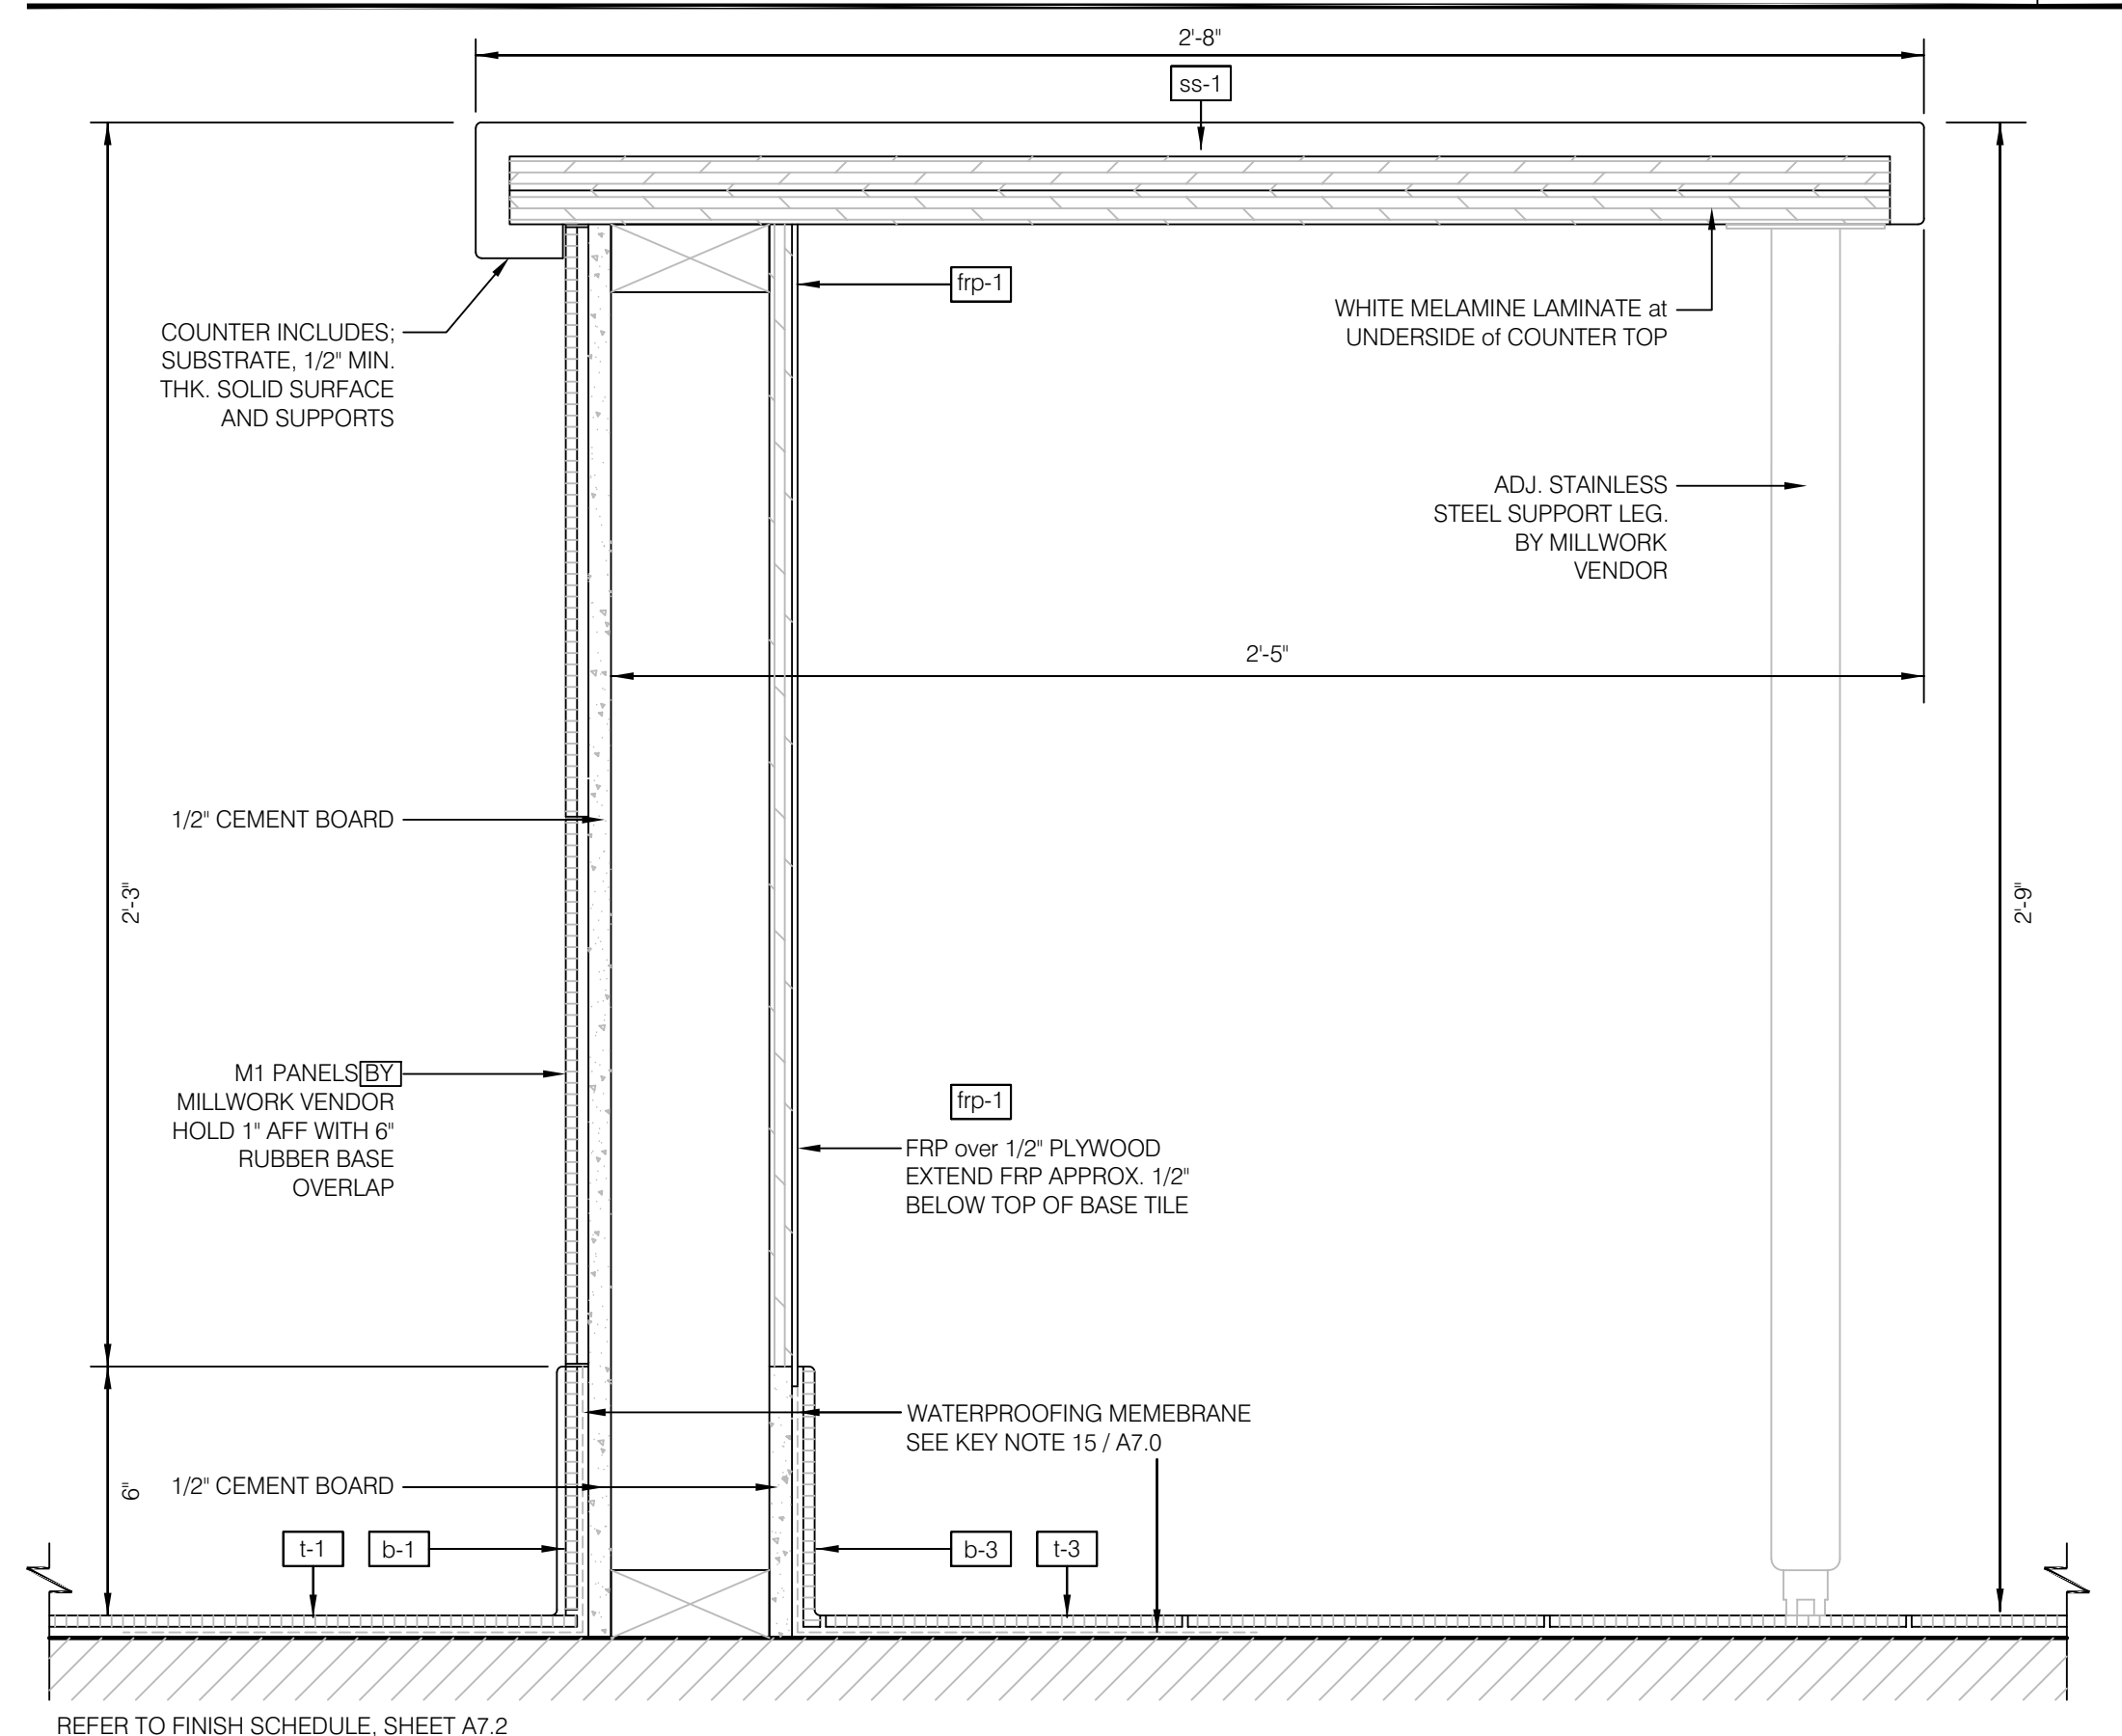 2'-8"
ss-1
frp-1
COUNTER INCLUDES;
SUBSTRATE, 1/2" MIN.
THK. SOLID SURFACE
AND SUPPORTS
WHITE MELAMINE LAMINATE at
UNDERSIDE of COUNTER TOP
ADJ. STAINLESS
STEEL SUPPORT LEG.
BY MILLWORK
VENDOR
2'-5"
1/2" CEMENT BOARD
2'-3"
2'-9"
M1 PANELS BY
MILLWORK VENDOR
HOLD 1" AFF WITH 6"
RUBBER BASE
OVERLAP
frp-1
FRP over 1/2" PLYWOOD
EXTEND FRP APPROX. 1/2"
BELOW TOP OF BASE TILE
WATERPROOFING MEMEBRANE
SEE KEY NOTE 15 / A7.0
6"
1/2" CEMENT BOARD
t-1
b-1
b-3
t-3
REFER TO FINISH SCHEDULE, SHEET A7.2